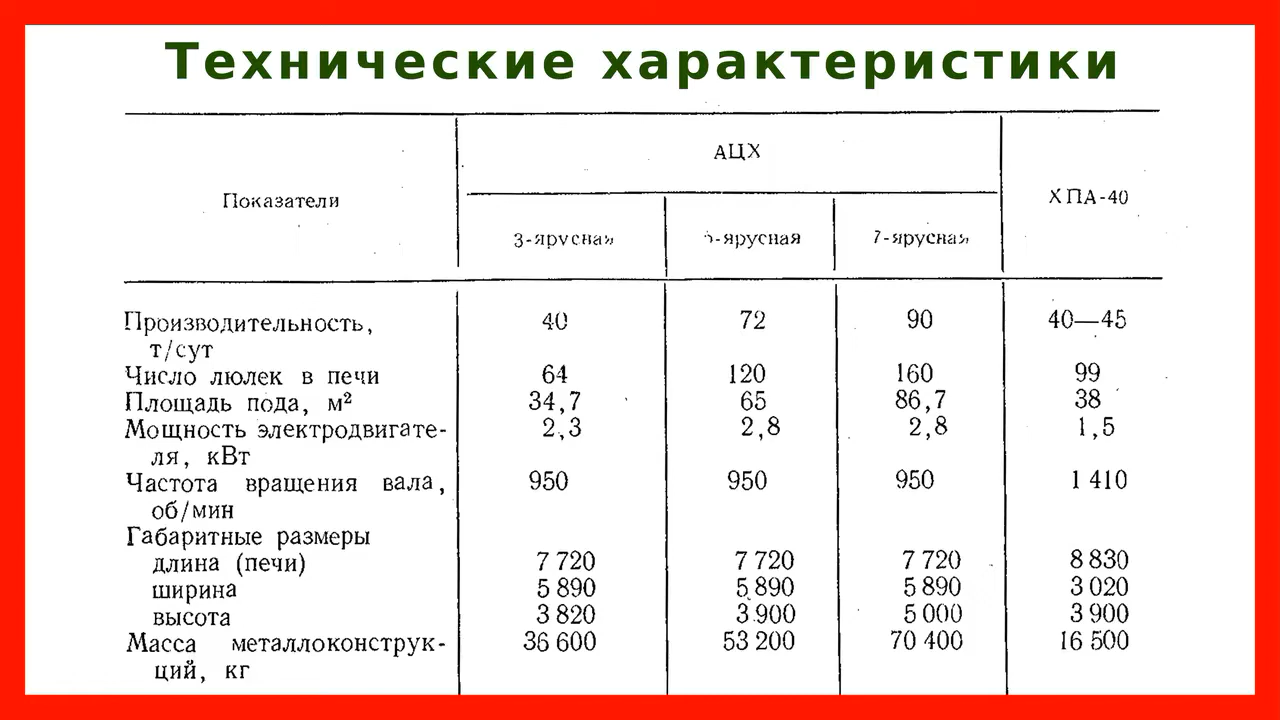 Технические характеристики
АЦХ
Показатели
ХПА-40
3-ярусная
-ярусная
7-ярусная
Производительность, 40 72 90 40—45
т/сут
Число люлек в печи 64 120 160 99
Площадь пода, м² 34,7 65 86,7 38
Мощность электродвигате- 2,3 2,8 2,8 1,5
ля, кВт
Частота вращения вала, 950 950 950 1 410
об/мин
Габаритные размеры
длина (печи) 7 720 7 720 7 720 8 830
ширина 5 890 5 890 5 890 3 020
высота 3 820 3 900 5 000 3 900
Масса металлоконструк- 36 600 53 200 70 400 16 500
ций, кг